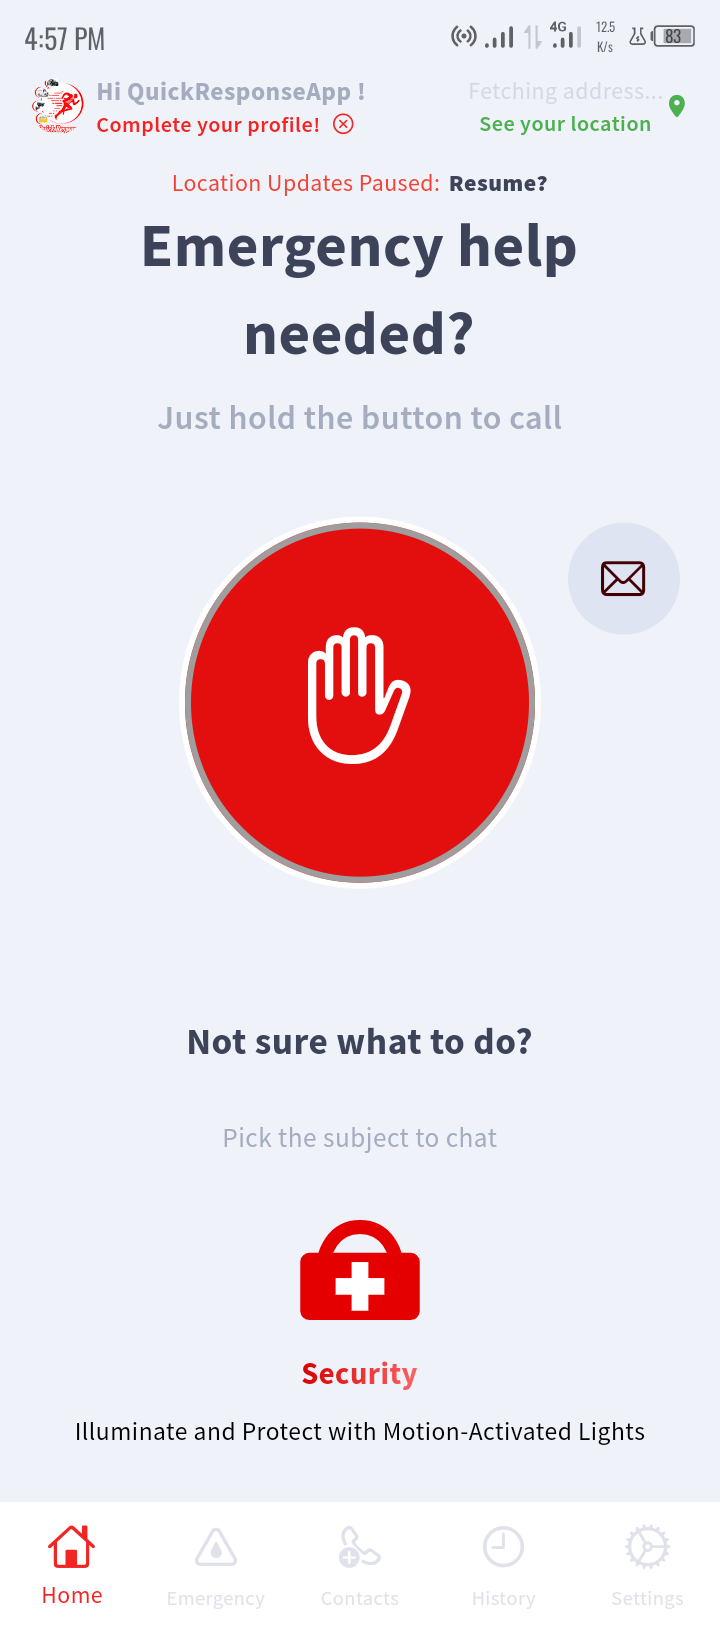 4:57 PM
4G
12.5
K/s
83
Hi QuickResponseApp !
Complete your profile!
Fetching address...
See your location
Location Updates Paused: Resume?
Emergency help
needed?
Just hold the button to call
Not sure what to do?
Pick the subject to chat
Security
Illuminate and Protect with Motion-Activated Lights
Home
Emergency
Contacts
History
Settings